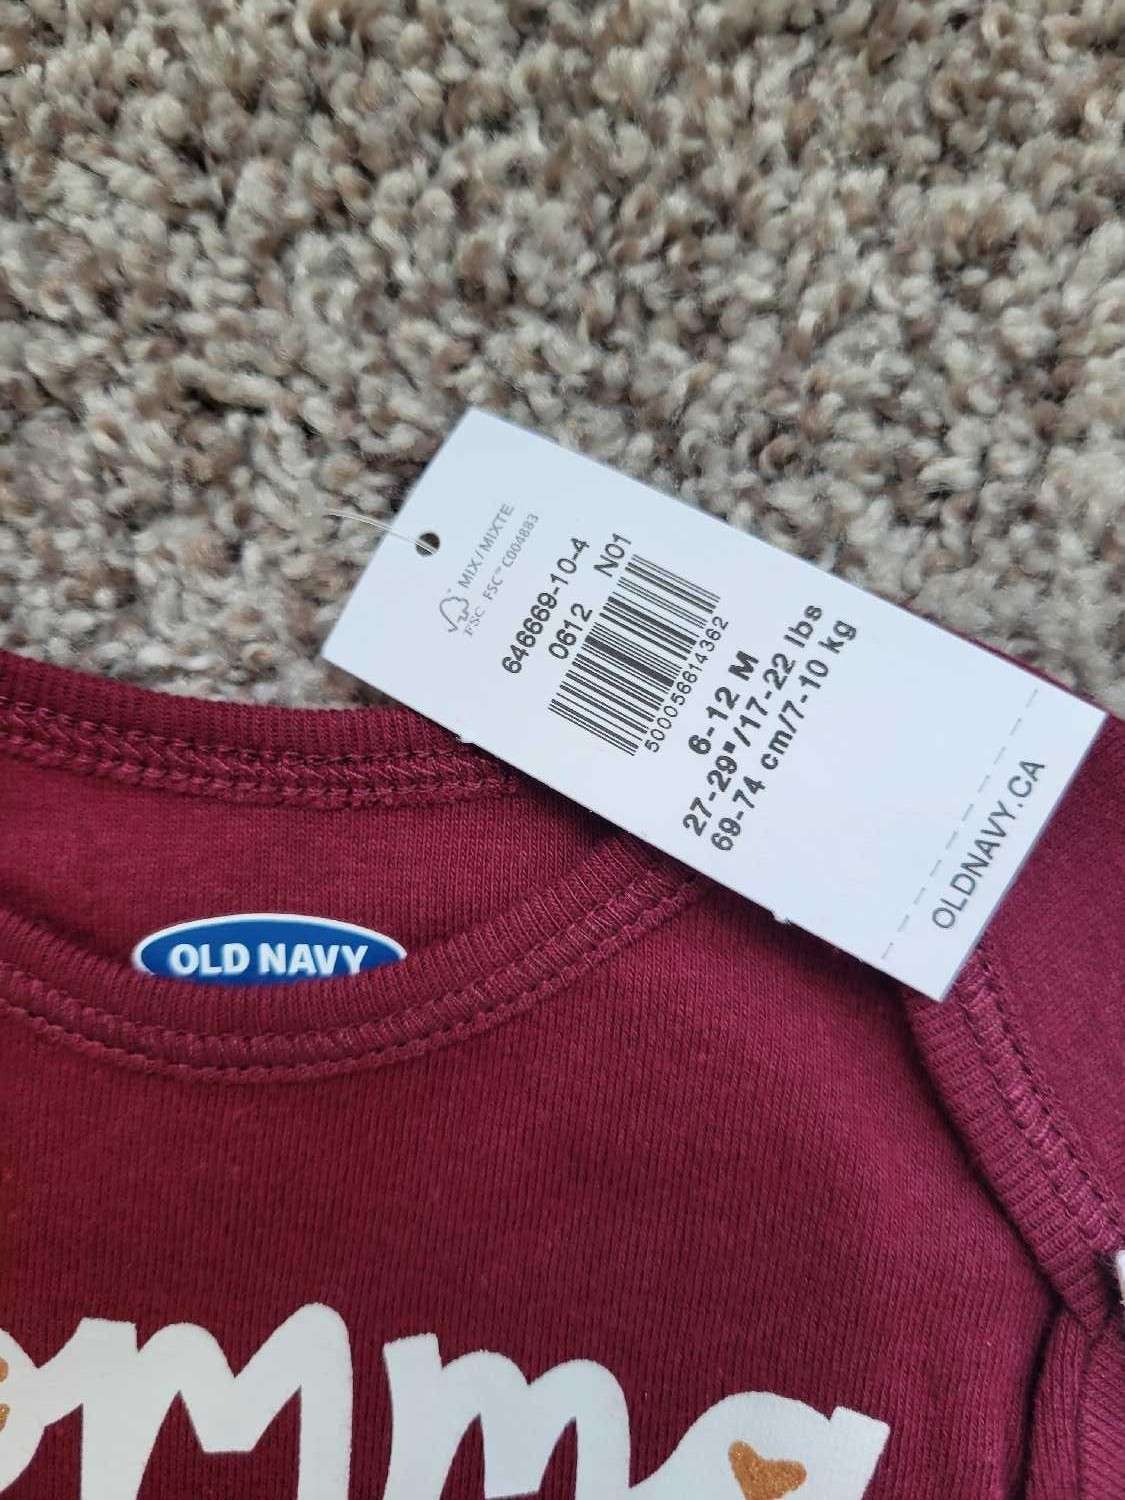 MIX/MIXTE
FSC FSC™ C004883
646669-10-4
0612 N01
500056814362
6-12 M
27-29"/17-22 lbs
69-74 cm/7-10 kg
OLDNAVY.CA
OLD NAVY